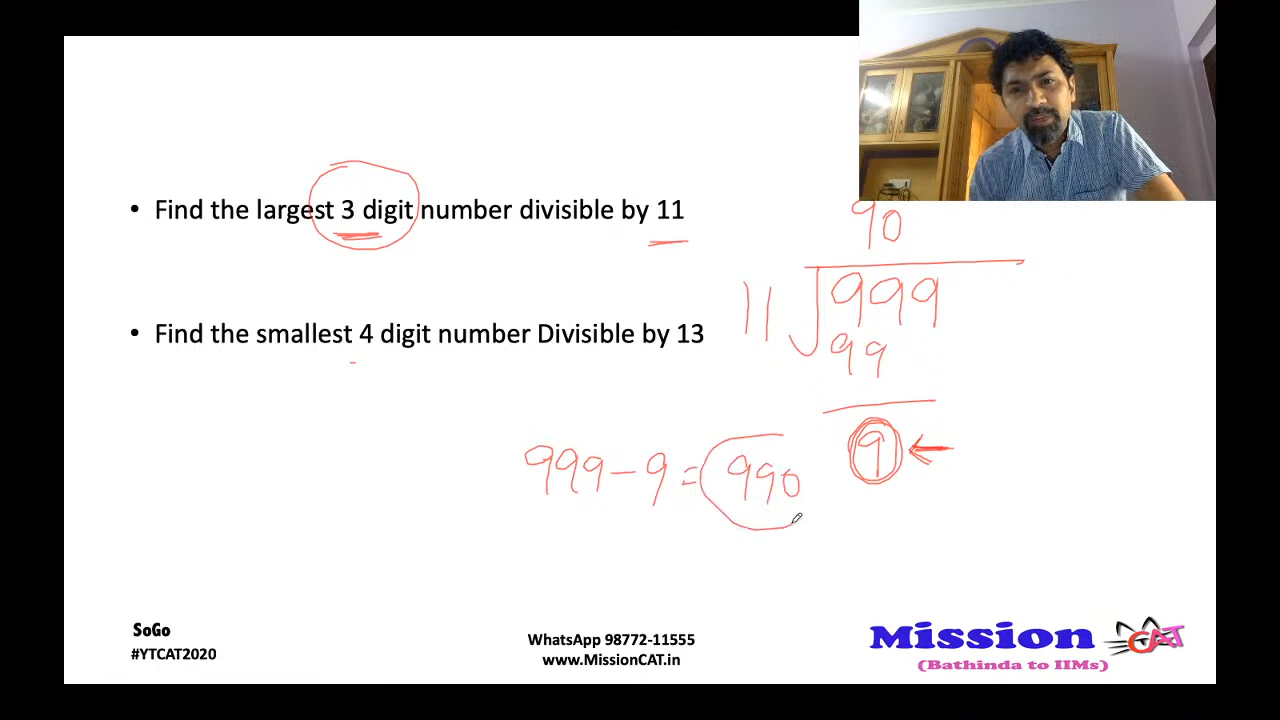 • Find the largest 3 digit number divisible by 11
90
11 999
99
9
• Find the smallest 4 digit number Divisible by 13
999 - 9 = 990
SoGo
#YTCAT2020
WhatsApp 98772-11555
www.MissionCAT.in
Mission CAT
(Bathinda to IIMs)